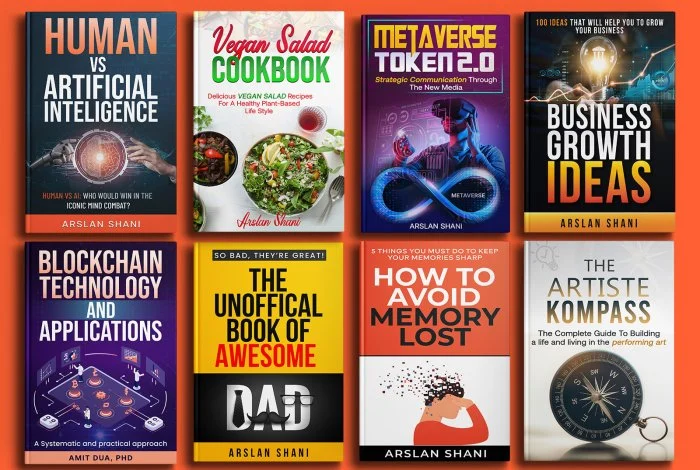 HUMAN
VS
ARTIFICIAL
INTELIGENCE
HUMAN VS AI: WHO WOULD WIN IN THE
ICONIC MIND COMBAT?
ARSLAN SHANI
Vegan Salad
COOKBOOK
Delicious VEGAN SALAD Recipes
For A Healthy Plant-Based
Life Style
Arslan Shani
METAVERSE
TOKEN 2.0
Strategic Communication Through
The New Media
METAVERSE
ARSLAN SHANI
100 IDEAS THAT WILL HELP YOU TO GROW
YOUR BUSINESS
BUSINESS
GROWTH
IDEAS
ARSLAN SHANI
BLOCKCHAIN
TECHNOLOGY
AND
APPLICATIONS
A Systematic and practical approach
AMIT DUA, PHD
SO BAD, THEY'RE GREAT!
THE
UNOFFICAL
BOOK OF
AWESOME
DAD
ARSLAN SHANI
5 THINGS YOU MUST DO TO KEEP
YOUR MEMORIES SHARP
HOW TO
AVOID
MEMORY
LOST
ARSLAN SHANI
THE
ARTISTE
KOMPASS
The Complete Guide To Building
a life and living in the performing art
N
NE
E
SE
S
SW
W
NW